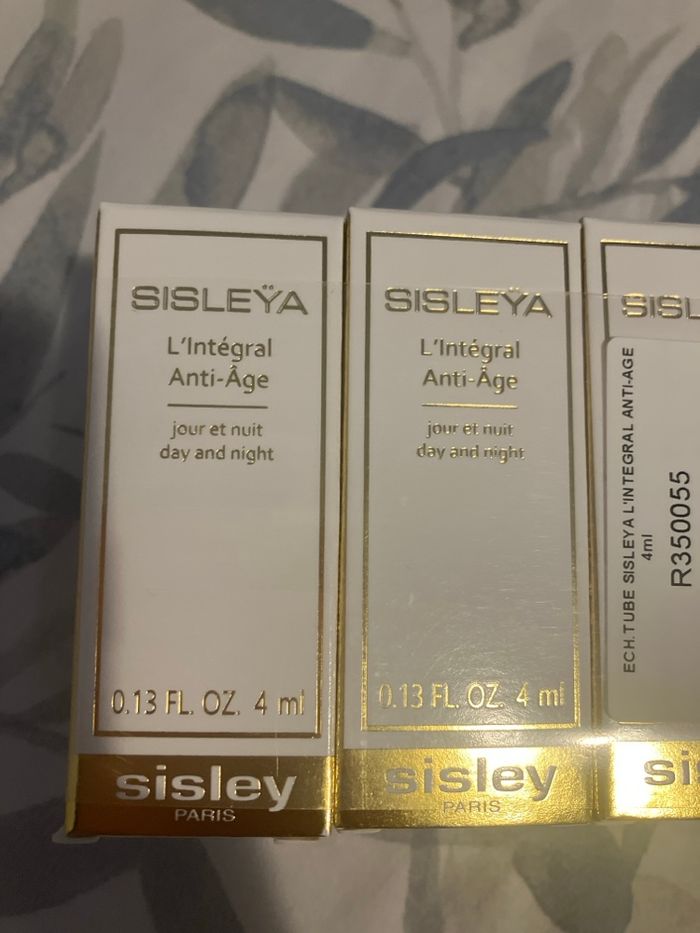 SISLEŸA
L'Intégral
Anti-Âge
jour et nuit
day and night
0.13 FL. OZ. 4 ml
sisley
PARIS
SISLEŸA
L'Intégral
Anti-Âge
jour et nuit
day and night
0.13 FL. OZ. 4 ml
sisley
PARIS
SISL
ECH.TUBE SISLEYA L'INTEGRAL ANTI-AGE
4ml
R350055
si